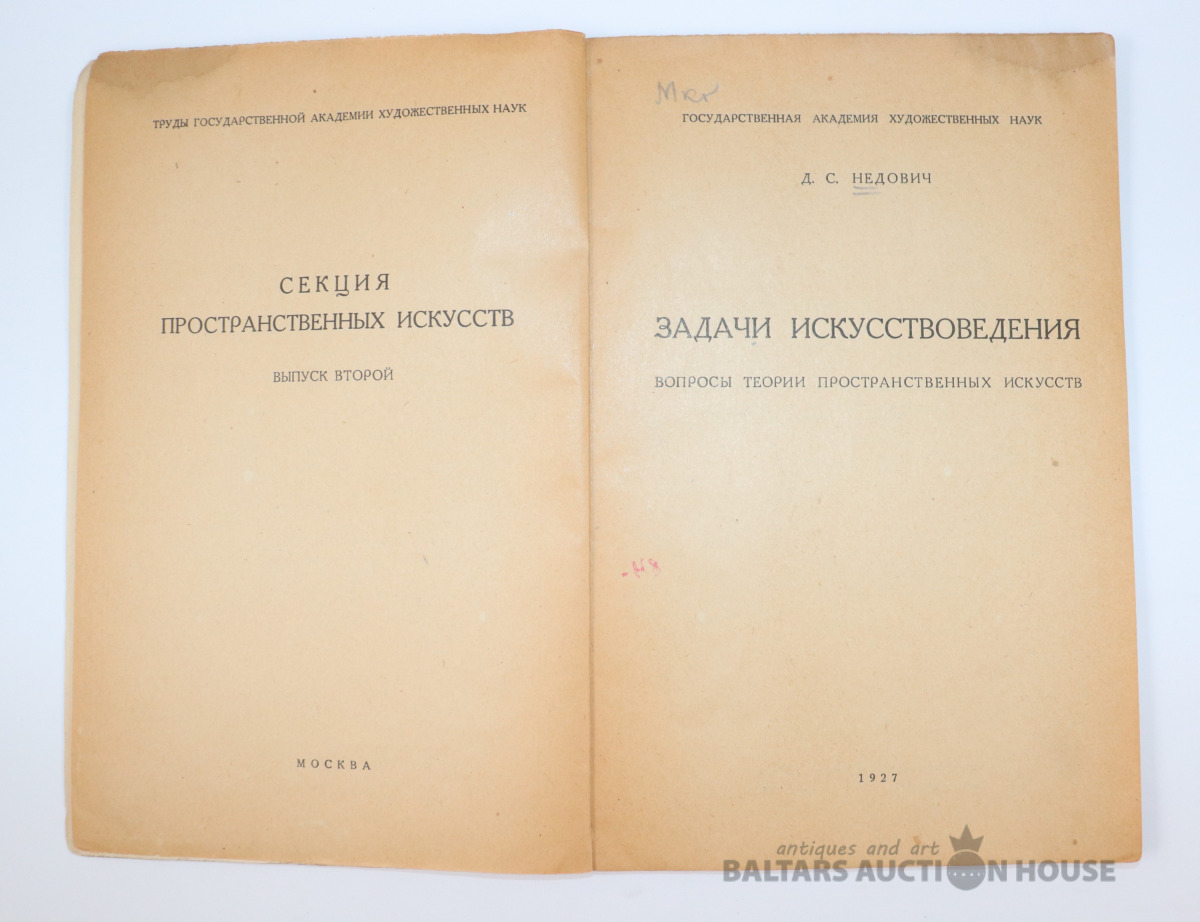 ТРУДЫ ГОСУДАРСТВЕННОЙ АКАДЕМИИ ХУДОЖЕСТВЕННЫХ НАУК
СЕКЦИЯ
ПРОСТРАНСТВЕННЫХ ИСКУССТВ
ВЫПУСК ВТОРОЙ
МОСКВА
ГОСУДАРСТВЕННАЯ АКАДЕМИЯ ХУДОЖЕСТВЕННЫХ НАУК
Д. С. НЕДОВИЧ
ЗАДАЧИ ИСКУССТВОВЕДЕНИЯ
ВОПРОСЫ ТЕОРИИ ПРОСТРАНСТВЕННЫХ ИСКУССТВ
1927
antiques and art
BALTARS AUCTION HOUSE